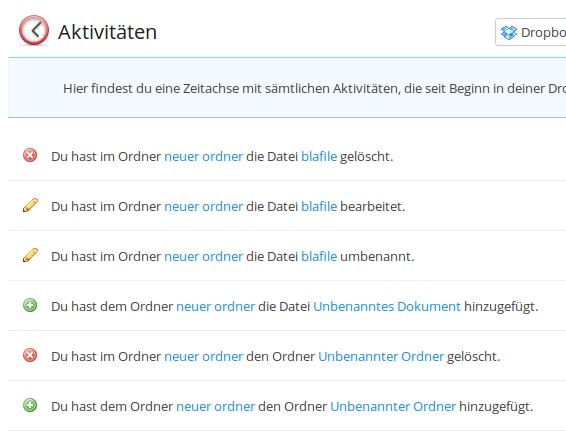 Aktivitäten
Dropbo
Hier findest du eine Zeitachse mit sämtlichen Aktivitäten, die seit Beginn in deiner Dro
Du hast im Ordner neuer ordner die Datei blafile gelöscht.
Du hast im Ordner neuer ordner die Datei blafile bearbeitet.
Du hast im Ordner neuer ordner die Datei blafile umbenannt.
Du hast dem Ordner neuer ordner die Datei Unbenanntes Dokument hinzugefügt.
Du hast im Ordner neuer ordner den Ordner Unbenannter Ordner gelöscht.
Du hast dem Ordner neuer ordner den Ordner Unbenannter Ordner hinzugefügt.